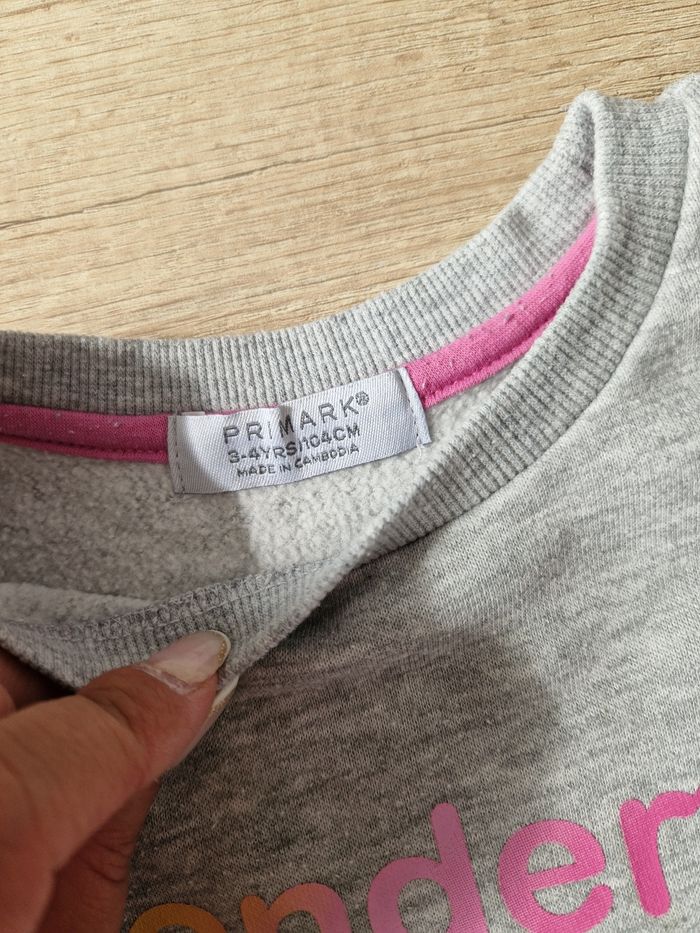 PRIMARK®
3-4YRS/104CM
MADE IN CAMBODIA
onder